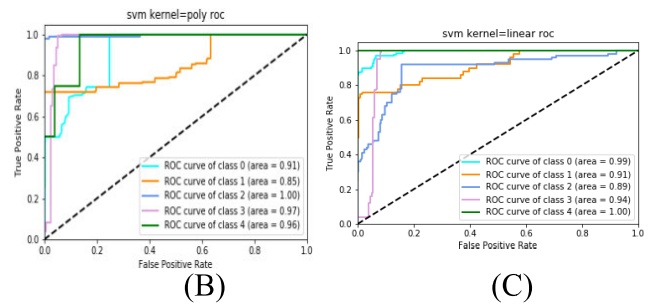 svm kernel=poly roc
True Positive Rate
1.0
0.8
0.6
0.4
0.2
0.0
ROC curve of class 0 (area = 0.91)
ROC curve of class 1 (area = 0.85)
ROC curve of class 2 (area = 1.00)
ROC curve of class 3 (area = 0.97)
ROC curve of class 4 (area = 0.96)
0.0 0.2 0.4 0.6 0.8 1.0
False Positive Rate
(B)
svm kernel=linear roc
True Positive Rate
1.0
0.8
0.6
0.4
0.2
0.0
ROC curve of class 0 (area = 0.99)
ROC curve of class 1 (area = 0.91)
ROC curve of class 2 (area = 0.89)
ROC curve of class 3 (area = 0.94)
ROC curve of class 4 (area = 1.00)
0.0 0.2 0.4 0.6 0.8 1.0
False Positive Rate
(C)